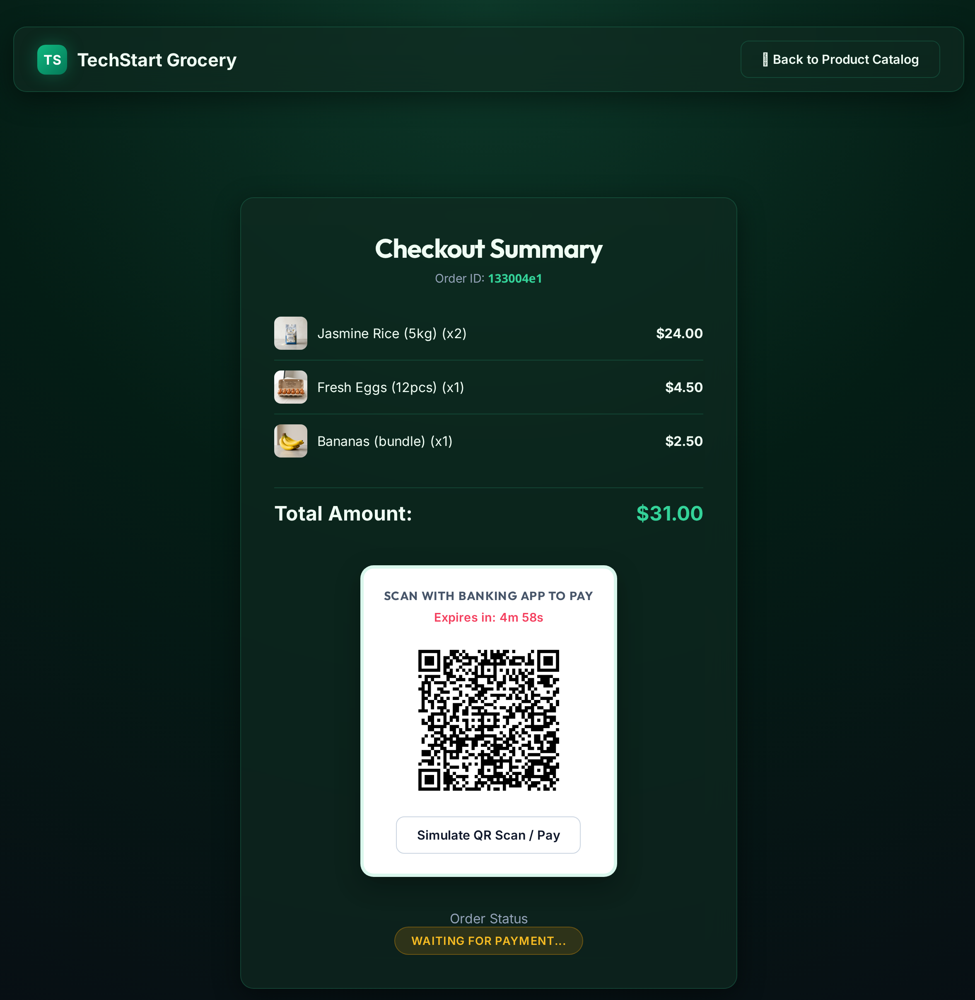 TS
TechStart Grocery
Back to Product Catalog
Checkout Summary
Order ID: 133004e1
Jasmine Rice (5kg) (x2)
$24.00
Fresh Eggs (12pcs) (x1)
$4.50
Bananas (bundle) (x1)
$2.50
Total Amount:
$31.00
SCAN WITH BANKING APP TO PAY
Expires in: 4m 58s
Simulate QR Scan / Pay
Order Status
WAITING FOR PAYMENT...